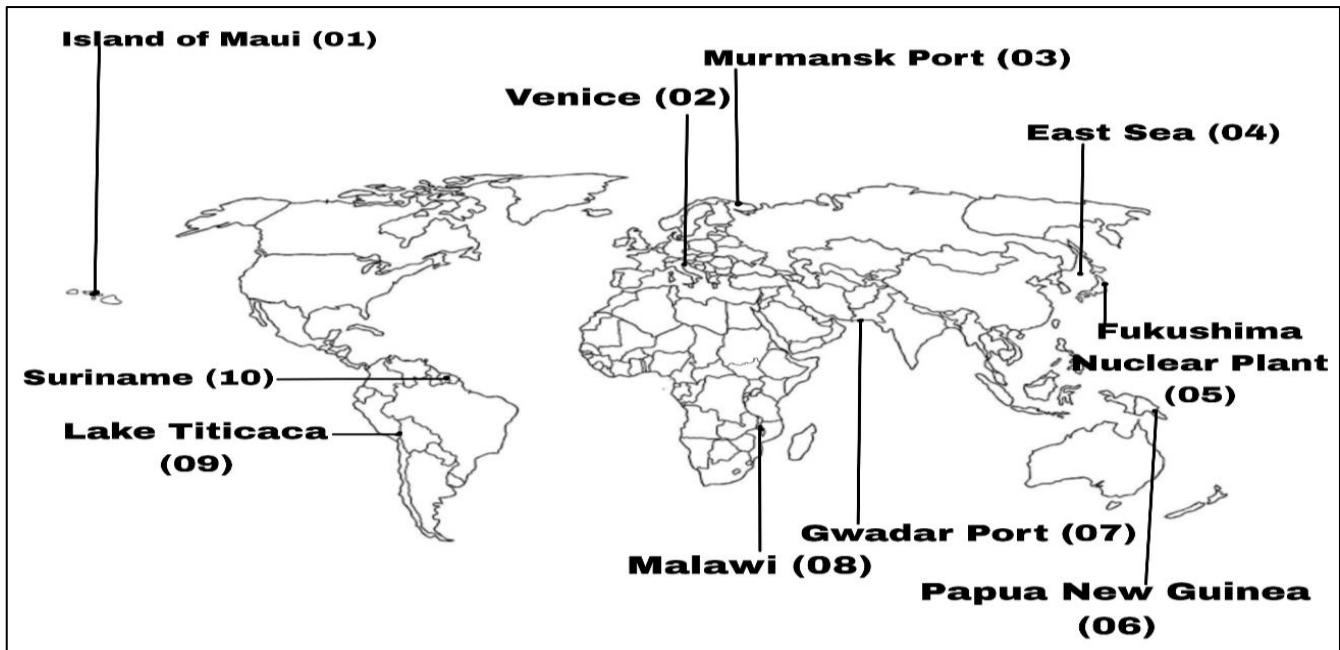 Island of Maui (01)
Murmansk Port (03)
Venice (02)
East Sea (04)
Fukushima
Nuclear Plant
(05)
Suriname (10)
Lake Titicaca
(09)
Gwadar Port (07)
Malawi (08)
Papua New Guinea
(06)